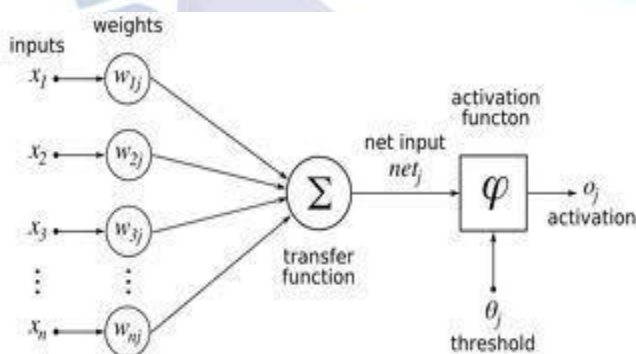 weights
inputs
x1
w1j
x2
w2j
x3
w3j
xn
wnj
Σ
transfer
function
net input
netj
activation
functon
φ
oj
activation
θj
threshold